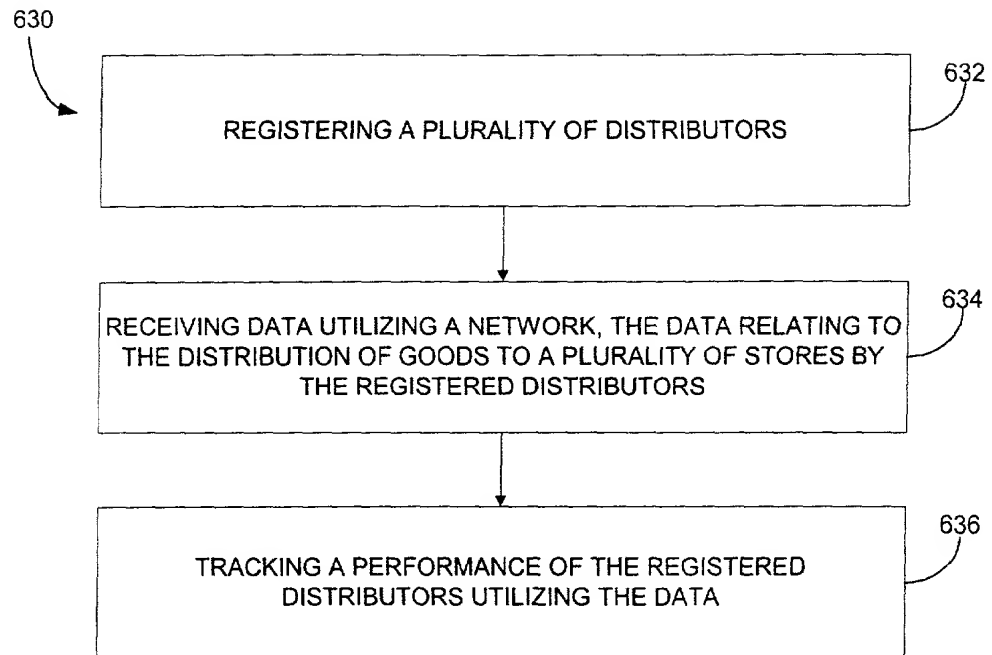 630
632
REGISTERING A PLURALITY OF DISTRIBUTORS
634
RECEIVING DATA UTILIZING A NETWORK, THE DATA RELATING TO
THE DISTRIBUTION OF GOODS TO A PLURALITY OF STORES BY
THE REGISTERED DISTRIBUTORS
636
TRACKING A PERFORMANCE OF THE REGISTERED
DISTRIBUTORS UTILIZING THE DATA